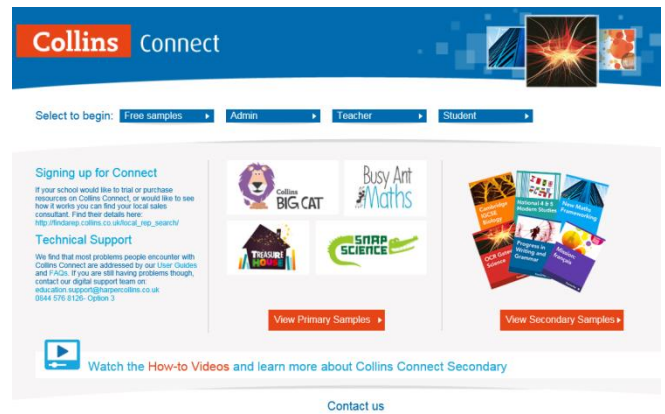 Collins Connect
Select to begin: Free samples Admin Teacher Student
Signing up for Connect
If your school would like to trial or purchase
resources on Collins Connect, or would like to see
how it works you can find your local sales
consultant. Find their details here:
http://findarep.collins.co.uk/local_rep_search/
Technical Support
We find that most problems people encounter with
Collins Connect are addressed by our User Guides
and FAQs. If you are still having problems though,
contact our digital support team on:
education.support@harpercollins.co.uk
0844 576 8126- Option 3
Collins
BIG CAT
Busy Ant
Maths
TREASURE
HOUSE
SNAP
SCIENCE
View Primary Samples
Cambridge
IGCSE
Biology
National 4 & 5
Modern Studies
New Maths
Frameworking
OCR Gateway
Science
Progress in
Writing and
Grammar
Mission:
français
View Secondary Samples
Watch the How-to Videos and learn more about Collins Connect Secondary
Contact us